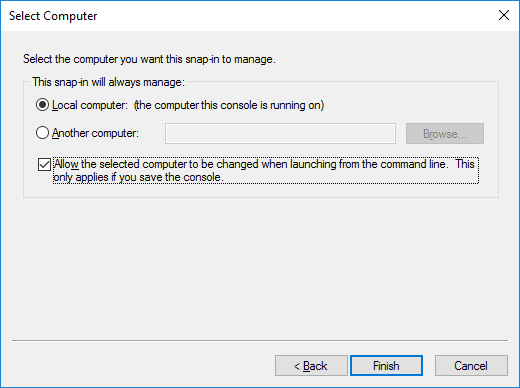 Select Computer
Select the computer you want this snap-in to manage.
This snap-in will always manage:
Local computer:  (the computer this console is running on)
Another computer:
Browse...
Allow the selected computer to be changed when launching from the command line.  This
only applies if you save the console.
< Back
Finish
Cancel